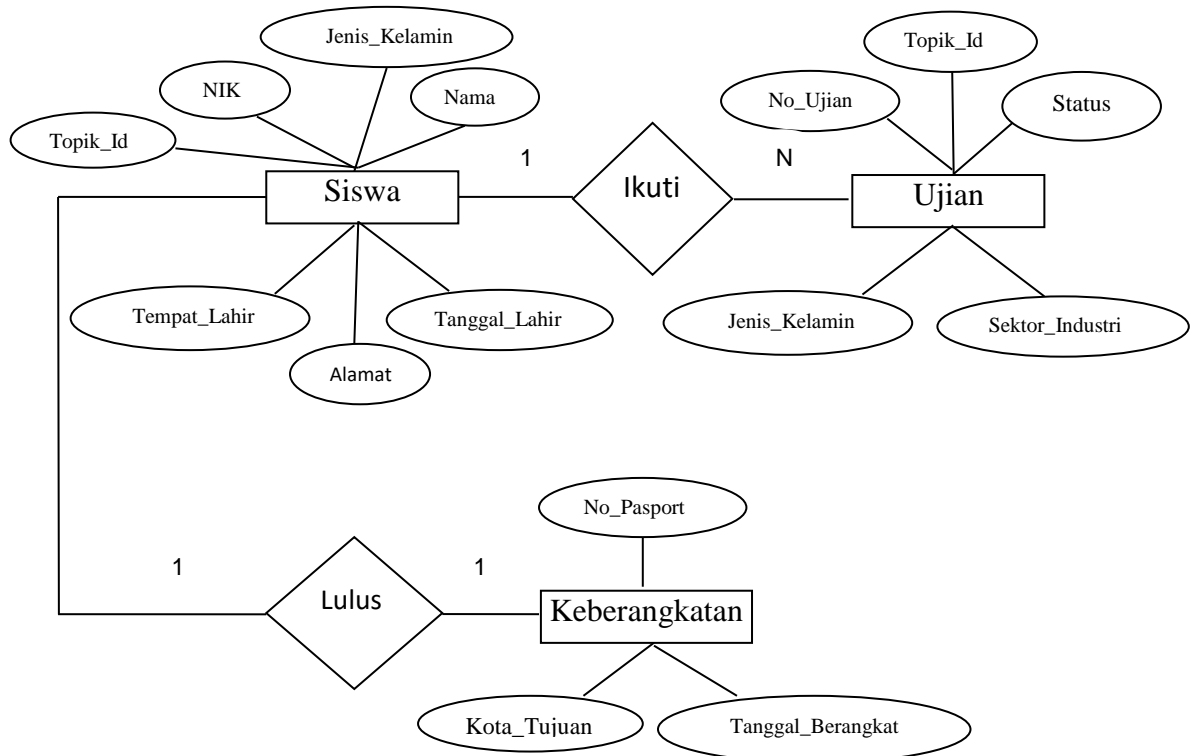 Jenis_Kelamin
Topik_Id
NIK
Nama
No_Ujian
Status
Topik_Id
1
N
Siswa
Ikuti
Ujian
Tempat_Lahir
Tanggal_Lahir
Jenis_Kelamin
Sektor_Industri
Alamat
No_Pasport
1
1
Lulus
Keberangkatan
Kota_Tujuan
Tanggal_Berangkat